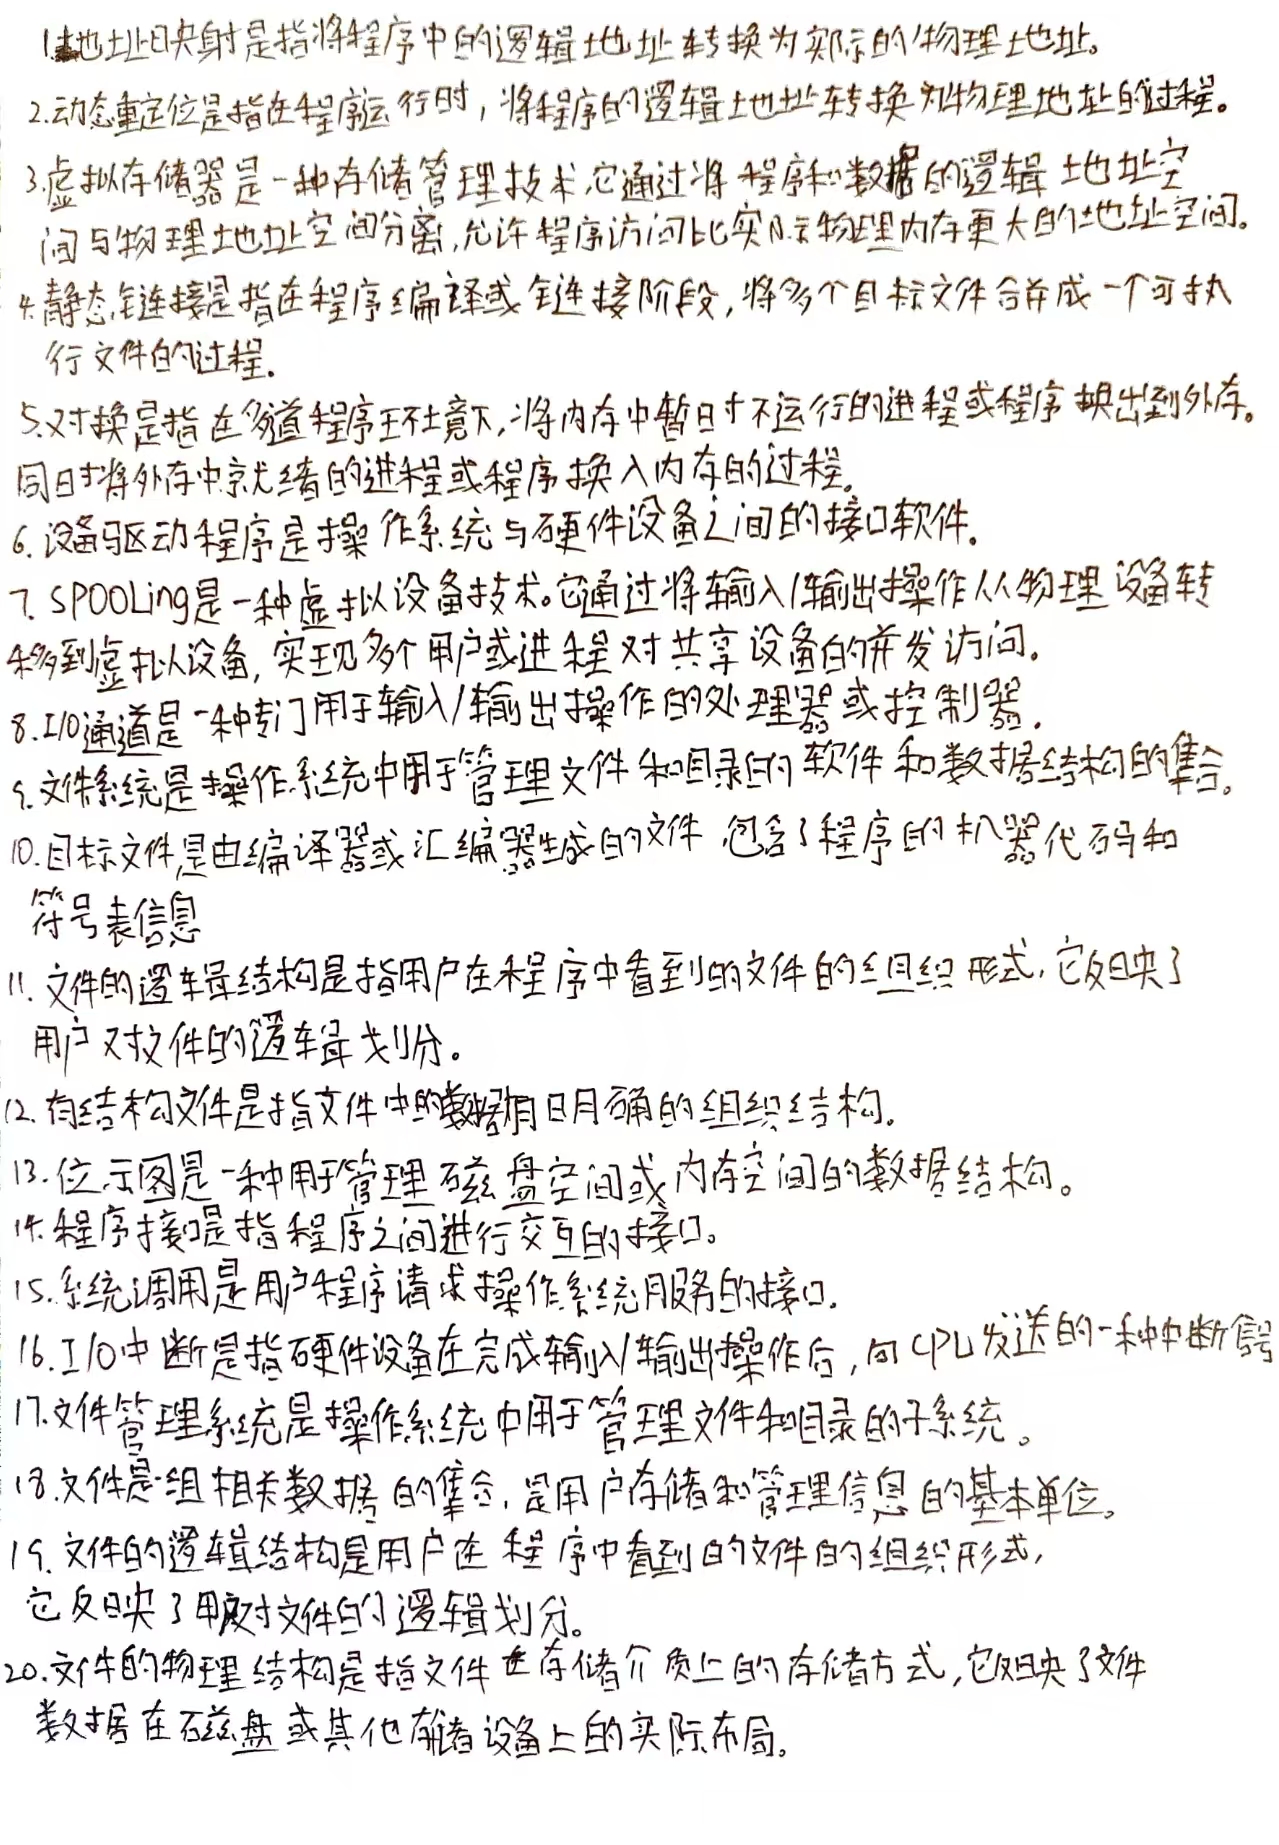 1.地址映射是指将程序中的逻辑地址转换为实际的物理地址。
2.动态重定位是指在程序运行时，将程序的逻辑地址转换为物理地址的过程。
3.虚拟存储器是一种存储管理技术，它通过将程序和数据的逻辑地址空
间与物理地址空间分离，允许程序访问比实际物理内存更大的地址空间。
4.静态链接是指在程序编译或链接阶段，将多个目标文件合并成一个可执
行文件的过程.
5.对换是指在多道程序环境下，将内存中暂时不运行的进程或程序换出到外存。
同时将外存中就绪的进程或程序换入内存的过程。
6.设备驱动程序是操作系统与硬件设备之间的接口软件。
7.SPOOLing是一种虚拟设备技术。它通过将输入/输出操作从物理设备转
移到虚拟设备，实现多个用户或进程对共享设备的并发访问。
8.I/O通道是一种专门用于输入/输出操作的处理器或控制器.
9.文件系统是操作系统中用于管理文件和目录的软件和数据结构的集合。
10.目标文件是由编译器或汇编器生成的文件 包含了程序的机器代码和
符号表信息
11.文件的逻辑结构是指用户在程序中看到的文件的组织形式，它反映了
用户对文件的逻辑划分。
12.有结构文件是指文件中的数据有明确的组织结构.
13.位示图是一种用于管理磁盘空间或内存空间的数据结构。
14.程序接口是指程序之间进行交互的接口。
15.系统调用是用户程序请求操作系统服务的接口.
16.I/O中断是指硬件设备在完成输入/输出操作后，向CPU发送的一种中断信号
17.文件管理系统是操作系统中用于管理文件和目录的子系统。
18.文件是一组相关数据的集合，是用户存储和管理信息的基本单位。
19.文件的逻辑结构是用户在程序中看到的文件的组织形式，
它反映了用户对文件的逻辑划分。
20.文件的物理结构是指文件在存储介质上的存储方式，它反映了文件
数据在磁盘或其他存储设备上的实际布局。